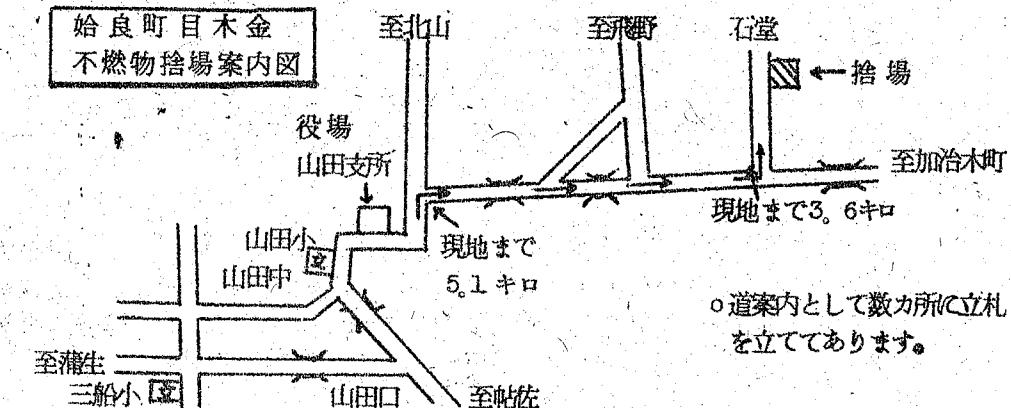 姶良町目木金
不燃物捨場案内図
至北山
至飛野
石堂
捨場
役場
山田支所
至加治木町
現地まで3.6キロ
山田小
山田中
現地まで
5.1キロ
○道案内として数カ所に立札
を立ててあります。
至蒲生
三船小
山田口
至帖佐